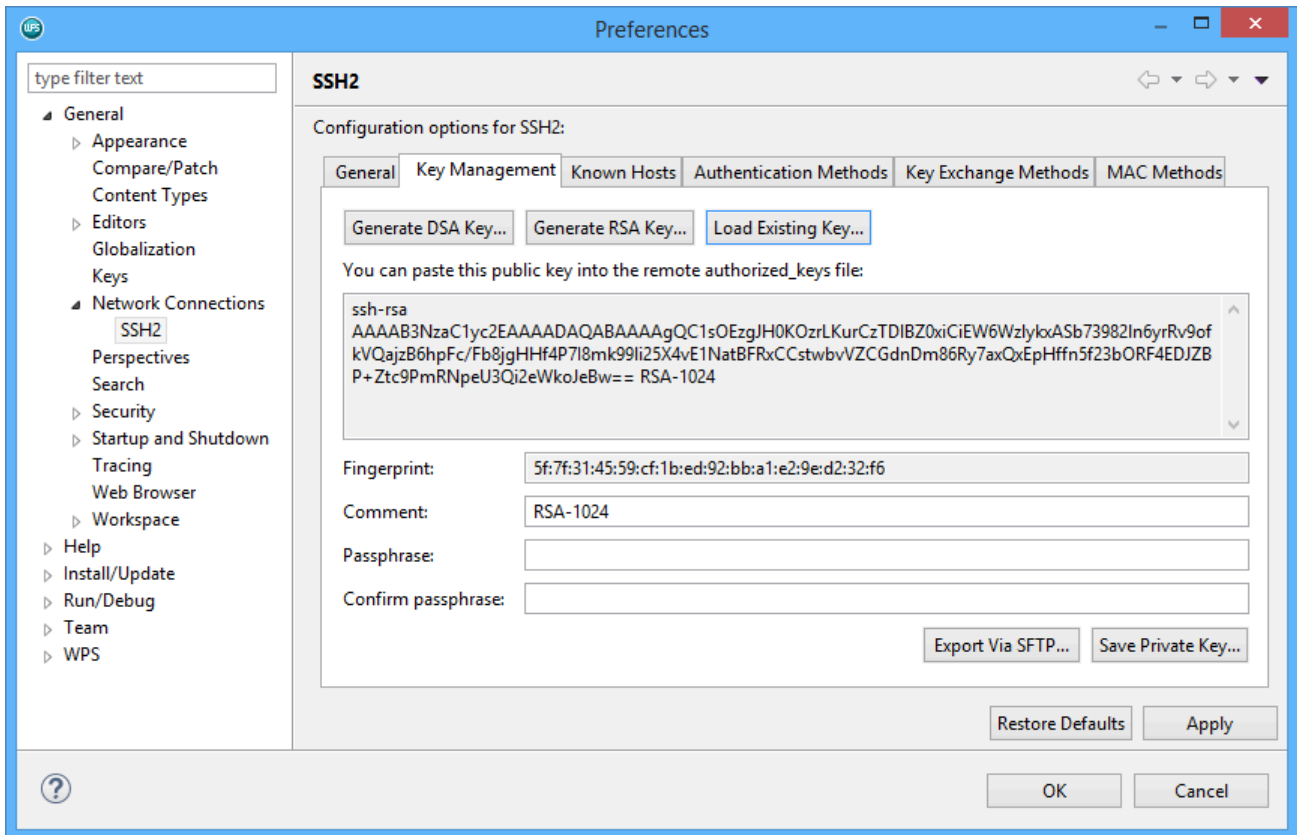 WPS
Preferences
type filter text
General
Appearance
Compare/Patch
Content Types
Editors
Globalization
Keys
Network Connections
SSH2
Perspectives
Search
Security
Startup and Shutdown
Tracing
Web Browser
Workspace
Help
Install/Update
Run/Debug
Team
WPS
SSH2
Configuration options for SSH2:
General Key Management Known Hosts Authentication Methods Key Exchange Methods MAC Methods
Generate DSA Key... Generate RSA Key... Load Existing Key...
You can paste this public key into the remote authorized_keys file:
ssh-rsa
AAAAB3NzaC1yc2EAAAADAQABAAAAgQC1sOEzgJH0KOzrLKurCzTDIBZ0xiCiEW6WzlykxASb73982In6yrRv9of
kVQajzB6hpFc/Fb8jgHHf4P7I8mk99Ii25X4vE1NatBFRxCCstwbvVZCGdnDm86Ry7axQxEpHffn5f23bORF4EDJZB
P+Ztc9PmRNpeU3Qi2eWkoJeBw== RSA-1024
Fingerprint: 5f:7f:31:45:59:cf:1b:ed:92:bb:a1:e2:9e:d2:32:f6
Comment: RSA-1024
Passphrase:
Confirm passphrase:
Export Via SFTP... Save Private Key...
Restore Defaults Apply
? OK Cancel